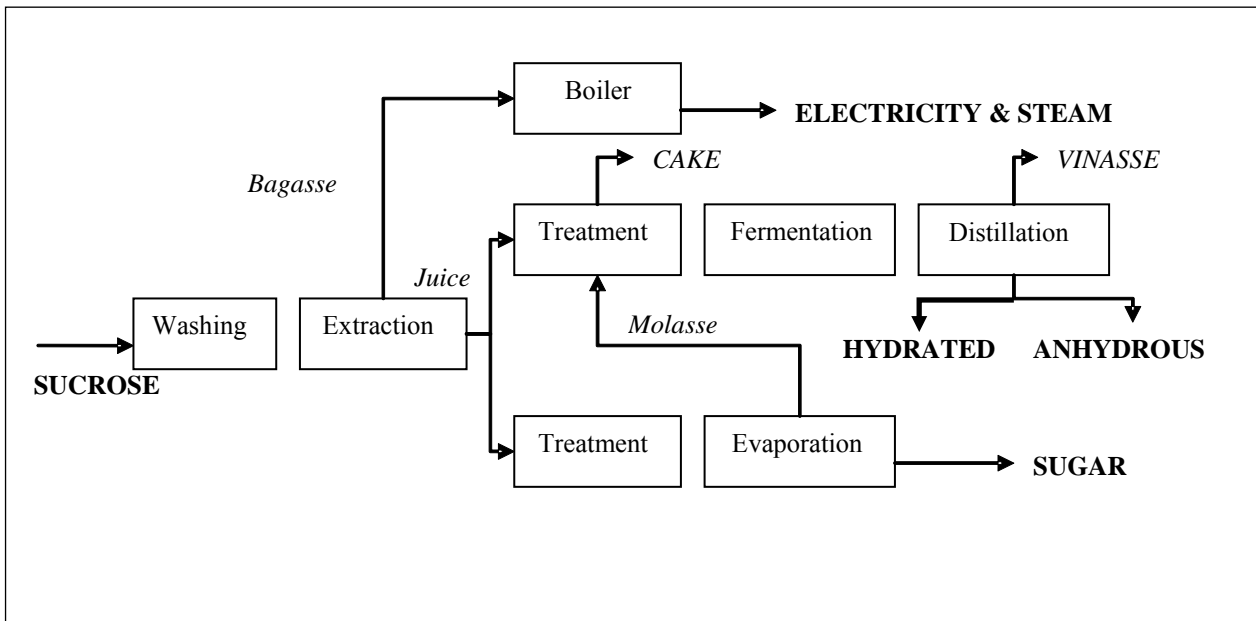 Boiler
ELECTRICITY & STEAM
CAKE
VINASSE
Bagasse
Treatment
Fermentation
Distillation
Juice
Washing
Extraction
Molasse
HYDRATED
ANHYDROUS
SUCROSE
Treatment
Evaporation
SUGAR